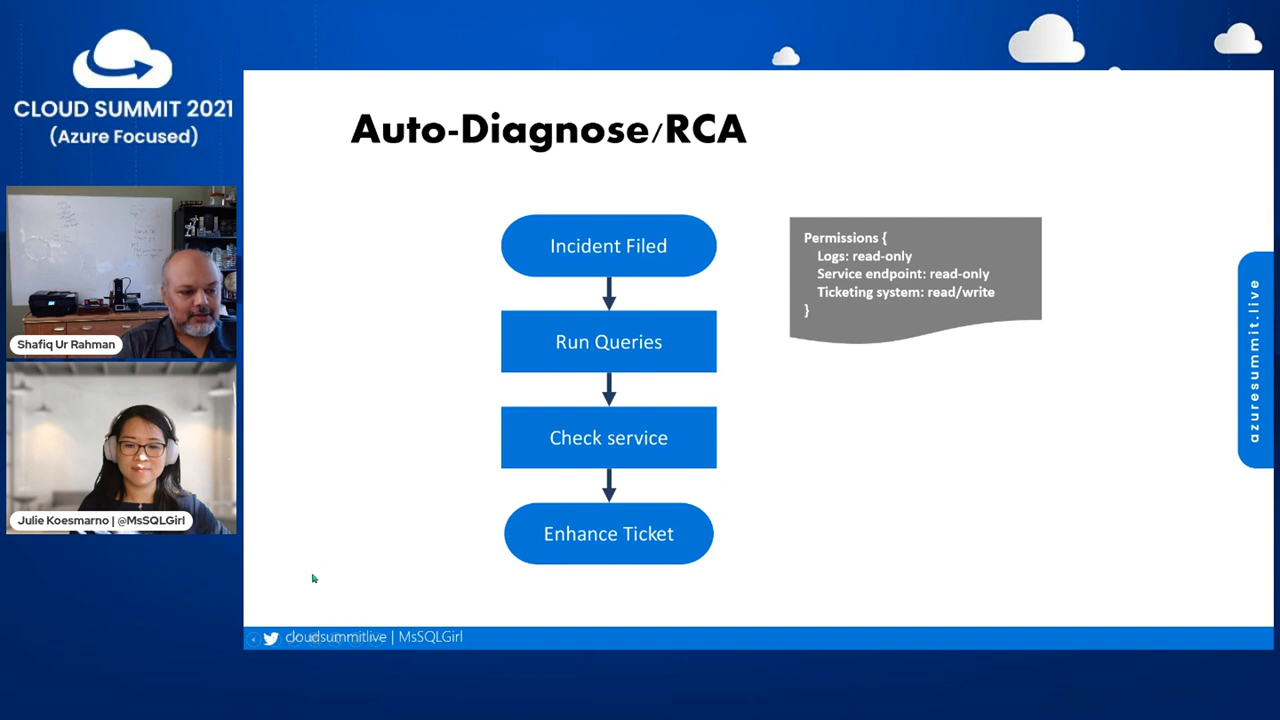 CLOUD SUMMIT 2021
(Azure Focused)
Shafiq Ur Rahman
Julie Koesmarno | @MsSQLGirl
Auto-Diagnose/RCA
Incident Filed
Run Queries
Check service
Enhance Ticket
Permissions {
Logs: read-only
Service endpoint: read-only
Ticketing system: read/write
}
cloudsummitlive | MsSQLGirl
azuresummit.live